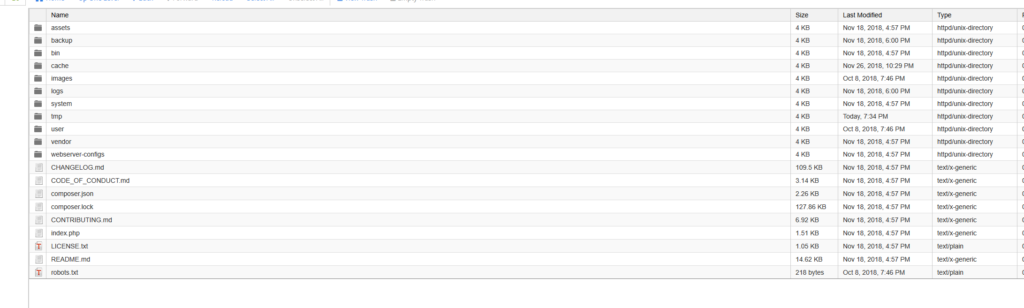 Name Size Last Modified Type
assets 4 KB Nov 18, 2018, 4:57 PM httpd/unix-directory
backup 4 KB Nov 18, 2018, 6:00 PM httpd/unix-directory
bin 4 KB Nov 18, 2018, 4:57 PM httpd/unix-directory
cache 4 KB Nov 26, 2018, 10:29 PM httpd/unix-directory
images 4 KB Oct 8, 2018, 7:46 PM httpd/unix-directory
logs 4 KB Nov 18, 2018, 6:00 PM httpd/unix-directory
system 4 KB Nov 18, 2018, 4:57 PM httpd/unix-directory
tmp 4 KB Today, 7:34 PM httpd/unix-directory
user 4 KB Oct 8, 2018, 7:46 PM httpd/unix-directory
vendor 4 KB Nov 18, 2018, 4:57 PM httpd/unix-directory
webserver-configs 4 KB Nov 18, 2018, 4:57 PM httpd/unix-directory
CHANGELOG.md 109.5 KB Nov 18, 2018, 4:57 PM text/x-generic
CODE_OF_CONDUCT.md 3.14 KB Nov 18, 2018, 4:57 PM text/x-generic
composer.json 2.26 KB Nov 18, 2018, 4:57 PM text/x-generic
composer.lock 127.86 KB Nov 18, 2018, 4:57 PM text/x-generic
CONTRIBUTING.md 6.92 KB Nov 18, 2018, 4:57 PM text/x-generic
index.php 1.51 KB Nov 18, 2018, 4:57 PM text/x-generic
LICENSE.txt 1.05 KB Nov 18, 2018, 4:57 PM text/plain
README.md 14.62 KB Nov 18, 2018, 4:57 PM text/x-generic
robots.txt 218 bytes Oct 8, 2018, 7:46 PM text/plain